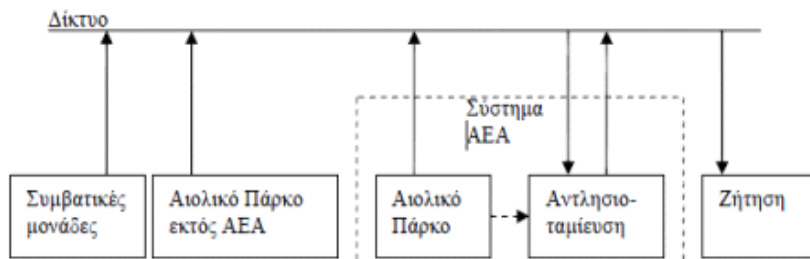 Δίκτυο
Σύστημα
ΑΕΑ
Συμβατικές
μονάδες
Αιολικό Πάρκο
εκτός ΑΕΑ
Αιολικό
Πάρκο
Αντλησιο-
ταμίευση
Ζήτηση